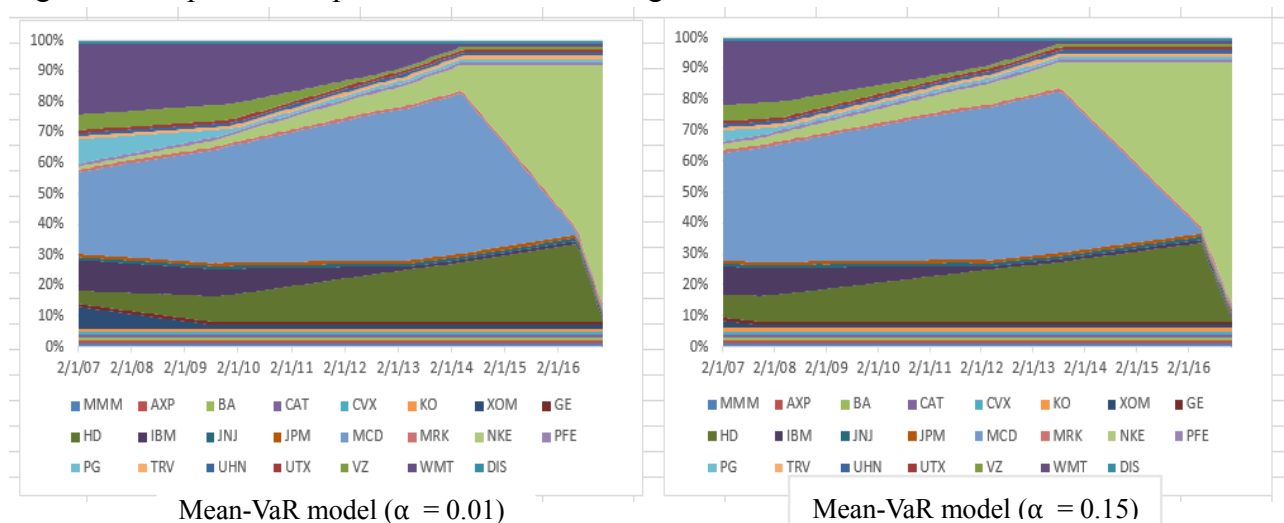 100%
90%
80%
70%
60%
50%
40%
30%
20%
10%
0%
2/1/07 2/1/08 2/1/09 2/1/10 2/1/11 2/1/12 2/1/13 2/1/14 2/1/15 2/1/16
MMM AXP BA CAT CVX KO XOM GE
HD IBM JNJ JPM MCD MRK NKE PFE
PG TRV UHN UTX VZ WMT DIS
Mean-VaR model (α = 0.01)
100%
90%
80%
70%
60%
50%
40%
30%
20%
10%
0%
2/1/07 2/1/08 2/1/09 2/1/10 2/1/11 2/1/12 2/1/13 2/1/14 2/1/15 2/1/16
MMM AXP BA CAT CVX KO XOM GE
HD IBM JNJ JPM MCD MRK NKE PFE
PG TRV UHN UTX VZ WMT DIS
Mean-VaR model (α = 0.15)